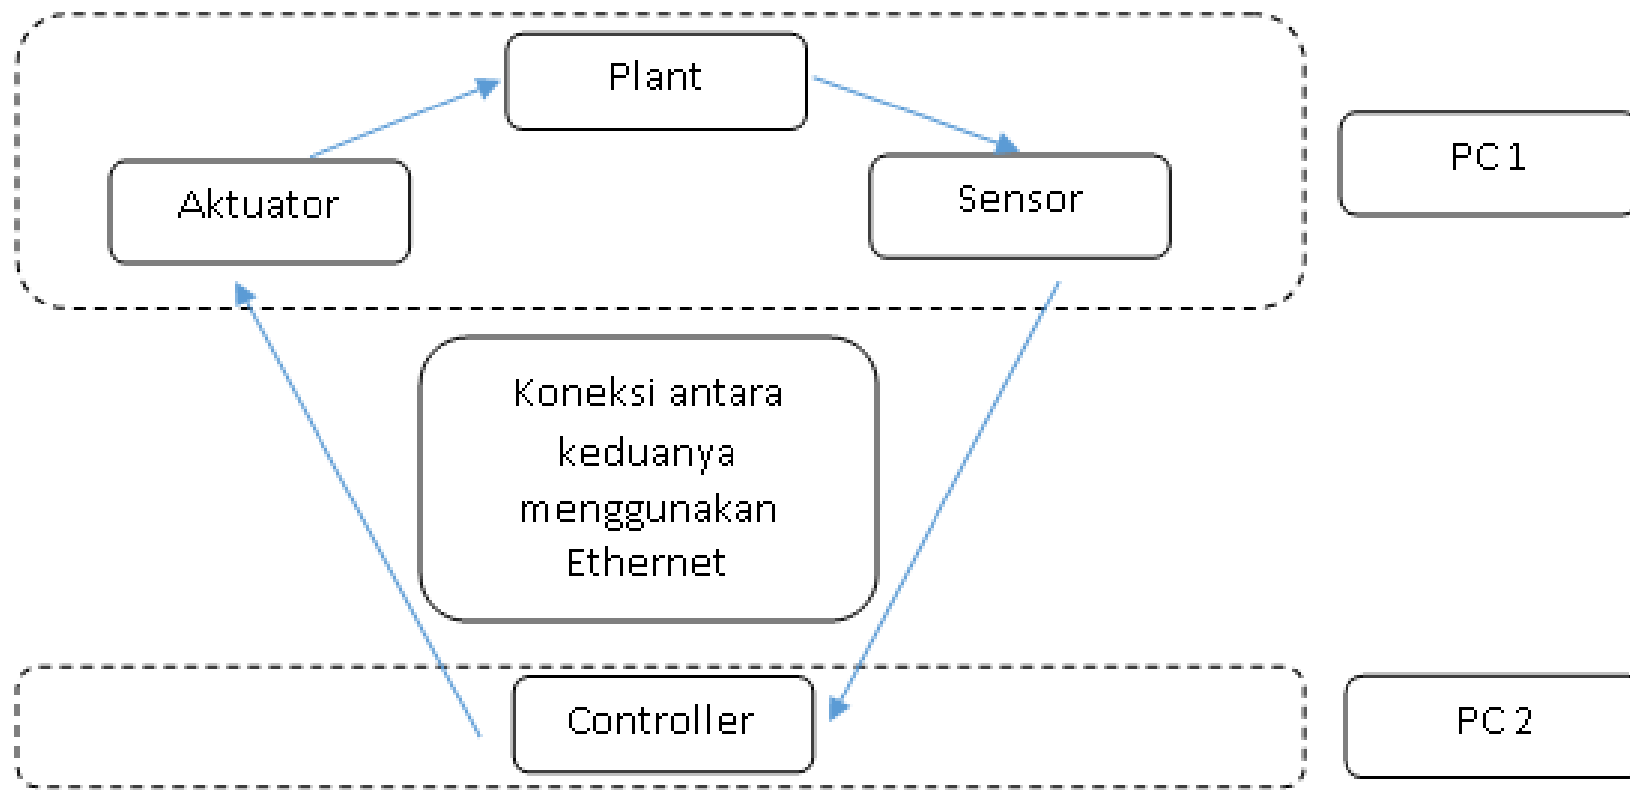 Plant
PC 1
Aktuator
Sensor
Koneksi antara
keduanya
menggunakan
Ethernet
Controller
PC 2